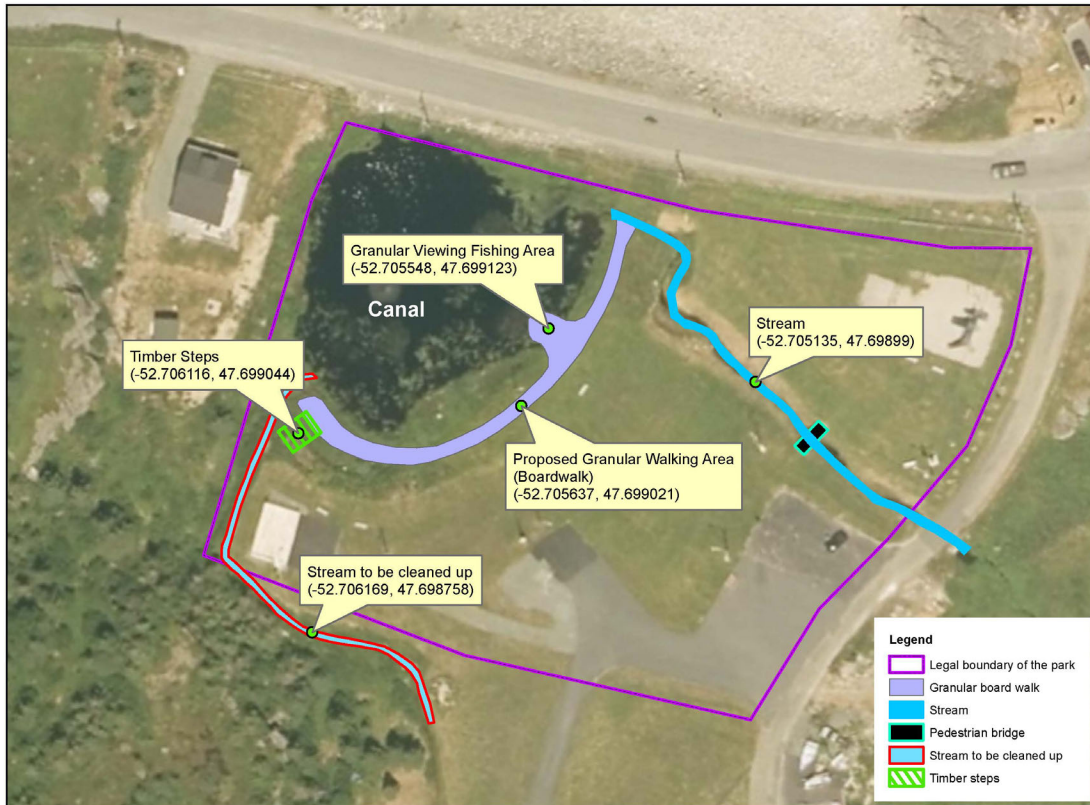 Granular Viewing Fishing Area
(-52.705548, 47.699123)
Canal
Stream
(-52.705135, 47.69899)
Timber Steps
(-52.706116, 47.699044)
Proposed Granular Walking Area
(Boardwalk)
(-52.705637, 47.699021)
Stream to be cleaned up
(-52.706169, 47.698758)
Legend
Legal boundary of the park
Granular board walk
Stream
Pedestrian bridge
Stream to be cleaned up
Timber steps